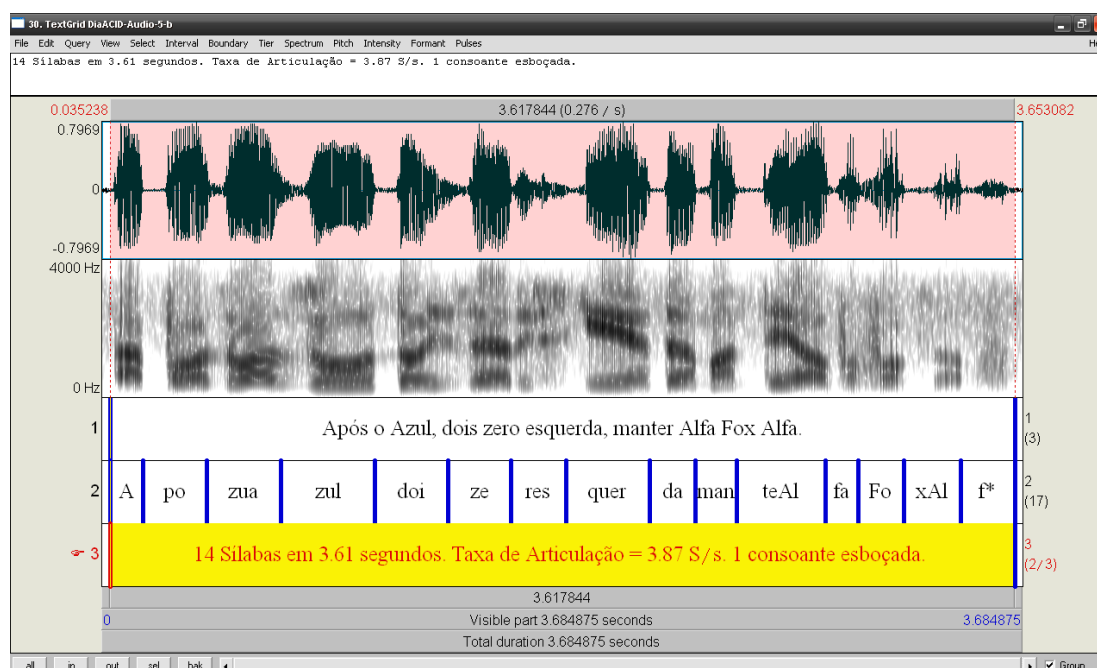 30. TextGrid DiaACID-Audio-5-b
File Edit Query View Select Interval Boundary Tier Spectrum Pitch Intensity Formant Pulses He
14 Sílabas em 3.61 segundos. Taxa de Articulação = 3.87 S/s. 1 consoante esboçada.
0.035238 3.617844 (0.276 / s) 3.653082
0.7969
0
-0.7969
4000 Hz
0 Hz
1 Após o Azul, dois zero esquerda, manter Alfa Fox Alfa. 1 (3)
2 A po zua zul doi ze res quer da man teAl fa Fo xAl f* 2 (17)
3 14 Sílabas em 3.61 segundos. Taxa de Articulação = 3.87 S/s. 1 consoante esboçada. 3 (2/3)
3.617844
0 Visible part 3.684875 seconds 3.684875
Total duration 3.684875 seconds
all in out sel bak Group